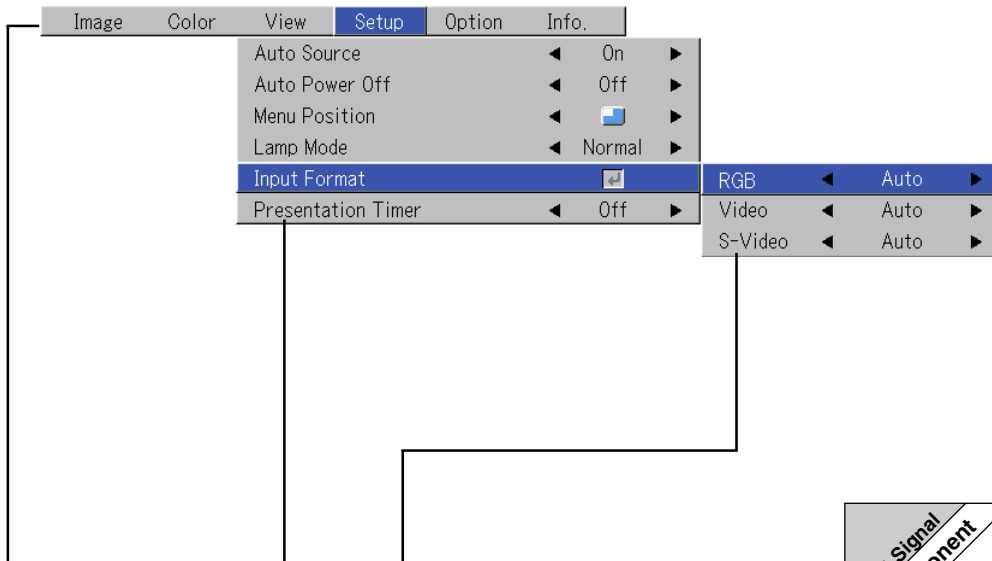 Image Color View Setup Option Info.
Auto Source On
Auto Power Off Off
Menu Position
Lamp Mode Normal
Input Format RGB Auto
Presentation Timer Off Video Auto
S-Video Auto
Signal